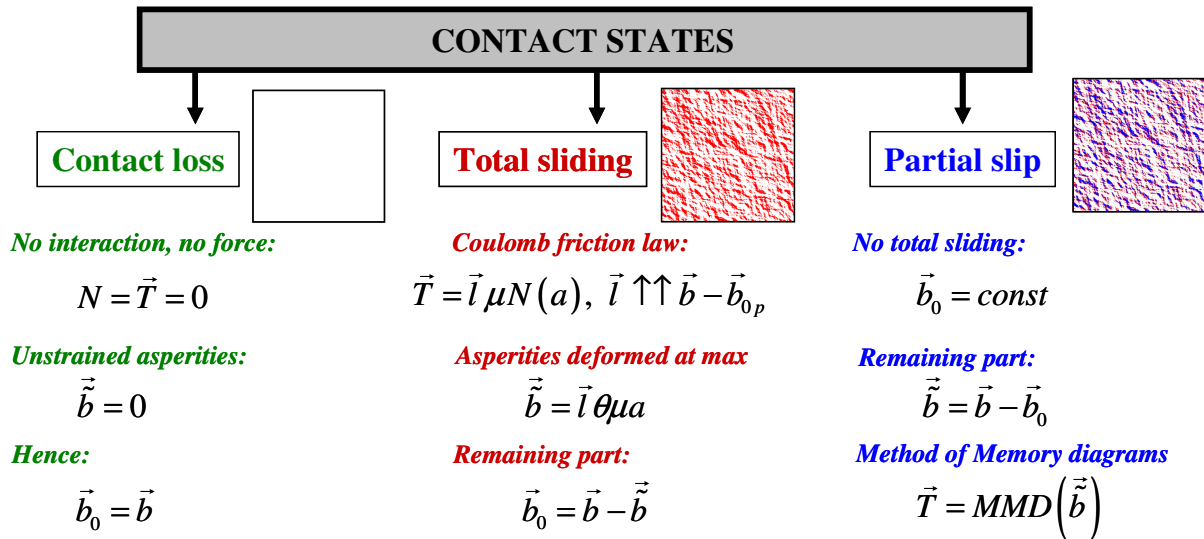 CONTACT STATES
Contact loss
Total sliding
Partial slip
No interaction, no force:
Coulomb friction law:
No total sliding:
N = T⃗ = 0
T⃗ = l⃗ μN(a), l⃗ ↑↑ b⃗ − b⃗₀ₚ
b⃗₀ = const
Unstrained asperities:
Asperities deformed at max
Remaining part:
b̃⃗ = 0
b̃⃗ = l⃗ θμa
b̃⃗ = b⃗ − b⃗₀
Hence:
Remaining part:
Method of Memory diagrams
b⃗₀ = b⃗
b⃗₀ = b⃗ − b̃⃗
T⃗ = MMD(b̃⃗)